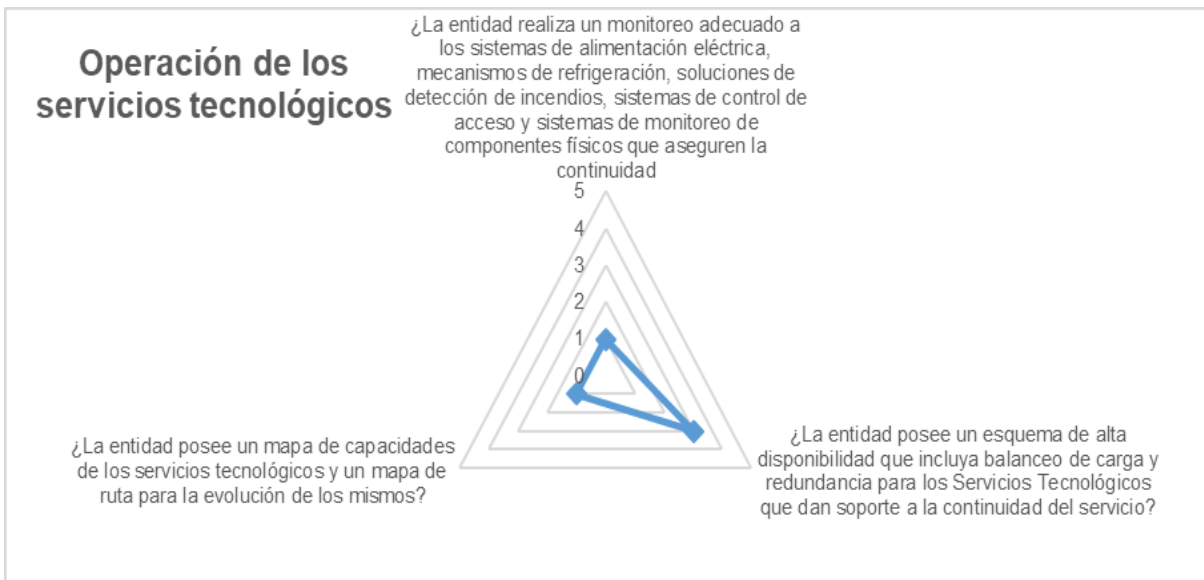 Operación de los
servicios tecnológicos
¿La entidad realiza un monitoreo adecuado a
los sistemas de alimentación eléctrica,
mecanismos de refrigeración, soluciones de
detección de incendios, sistemas de control de
acceso y sistemas de monitoreo de
componentes físicos que aseguren la
continuidad
5
4
3
2
1
0
¿La entidad posee un mapa de capacidades
de los servicios tecnológicos y un mapa de
ruta para la evolución de los mismos?
¿La entidad posee un esquema de alta
disponibilidad que incluya balanceo de carga y
redundancia para los Servicios Tecnológicos
que dan soporte a la continuidad del servicio?